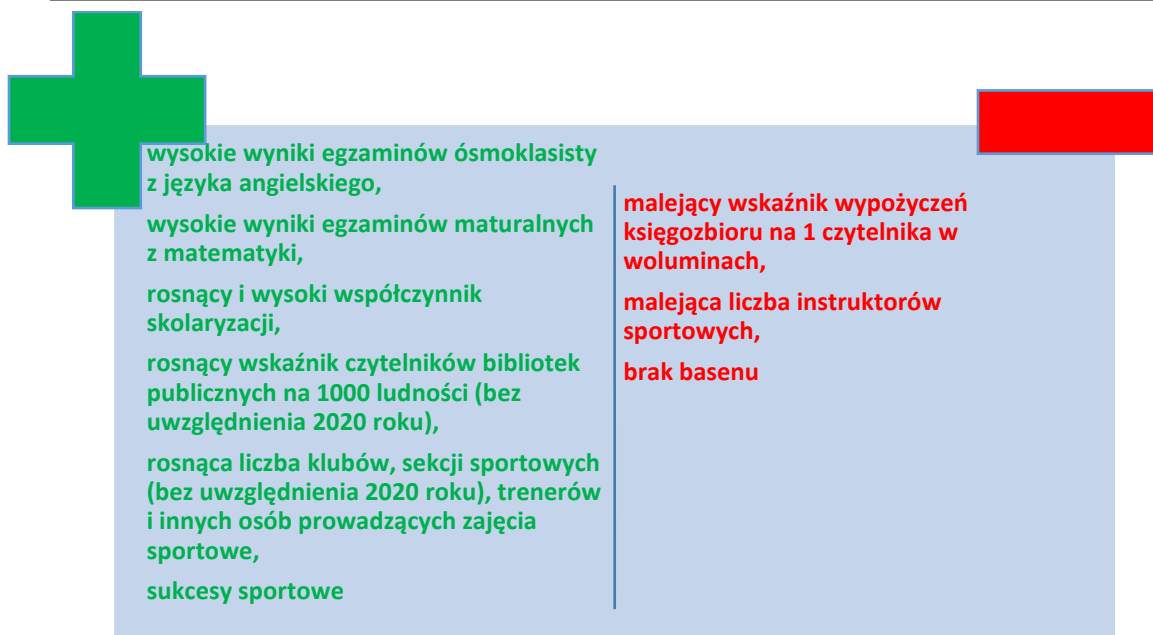 wysokie wyniki egzaminów ósmoklasisty
z języka angielskiego,
wysokie wyniki egzaminów maturalnych
z matematyki,
rosnący i wysoki współczynnik
skolaryzacji,
rosnący wskaźnik czytelników bibliotek
publicznych na 1000 ludności (bez
uwzględnienia 2020 roku),
rosnąca liczba klubów, sekcji sportowych
(bez uwzględnienia 2020 roku), trenerów
i innych osób prowadzących zajęcia
sportowe,
sukcesy sportowe
malejący wskaźnik wypożyczeń
księgozbioru na 1 czytelnika w
woluminach,
malejąca liczba instruktorów
sportowych,
brak basenu